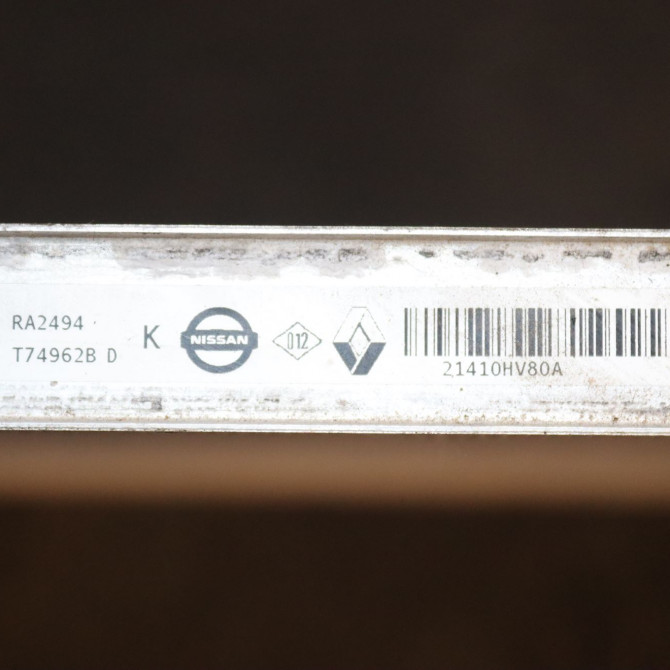 RA2494
T74962B D
K
NISSAN
012
21410HV80A